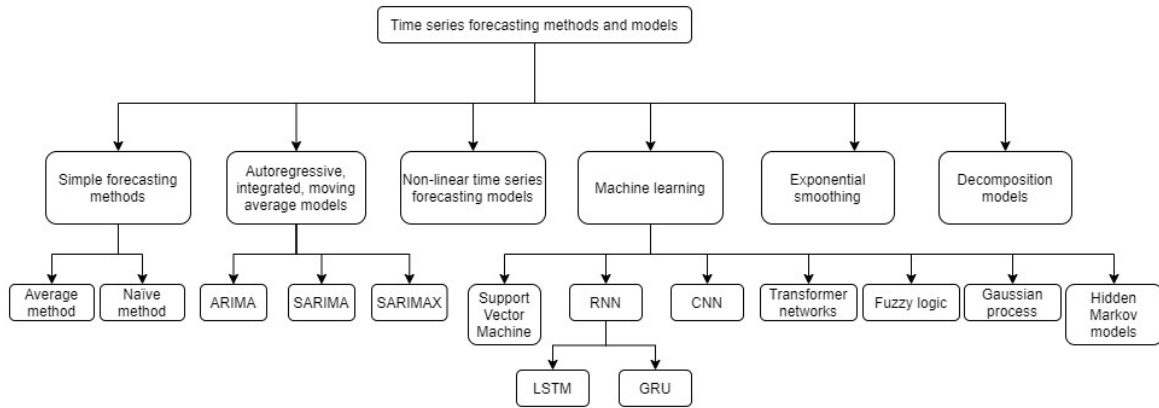 Time series forecasting methods and models
Simple forecasting
methods
Autoregressive,
integrated, moving
average models
Non-linear time series
forecasting models
Machine learning
Exponential
smoothing
Decomposition
models
Average
method
Naïve
method
ARIMA
SARIMA
SARIMAX
Support
Vector
Machine
RNN
CNN
Transformer
networks
Fuzzy logic
Gaussian
process
Hidden
Markov
models
LSTM
GRU